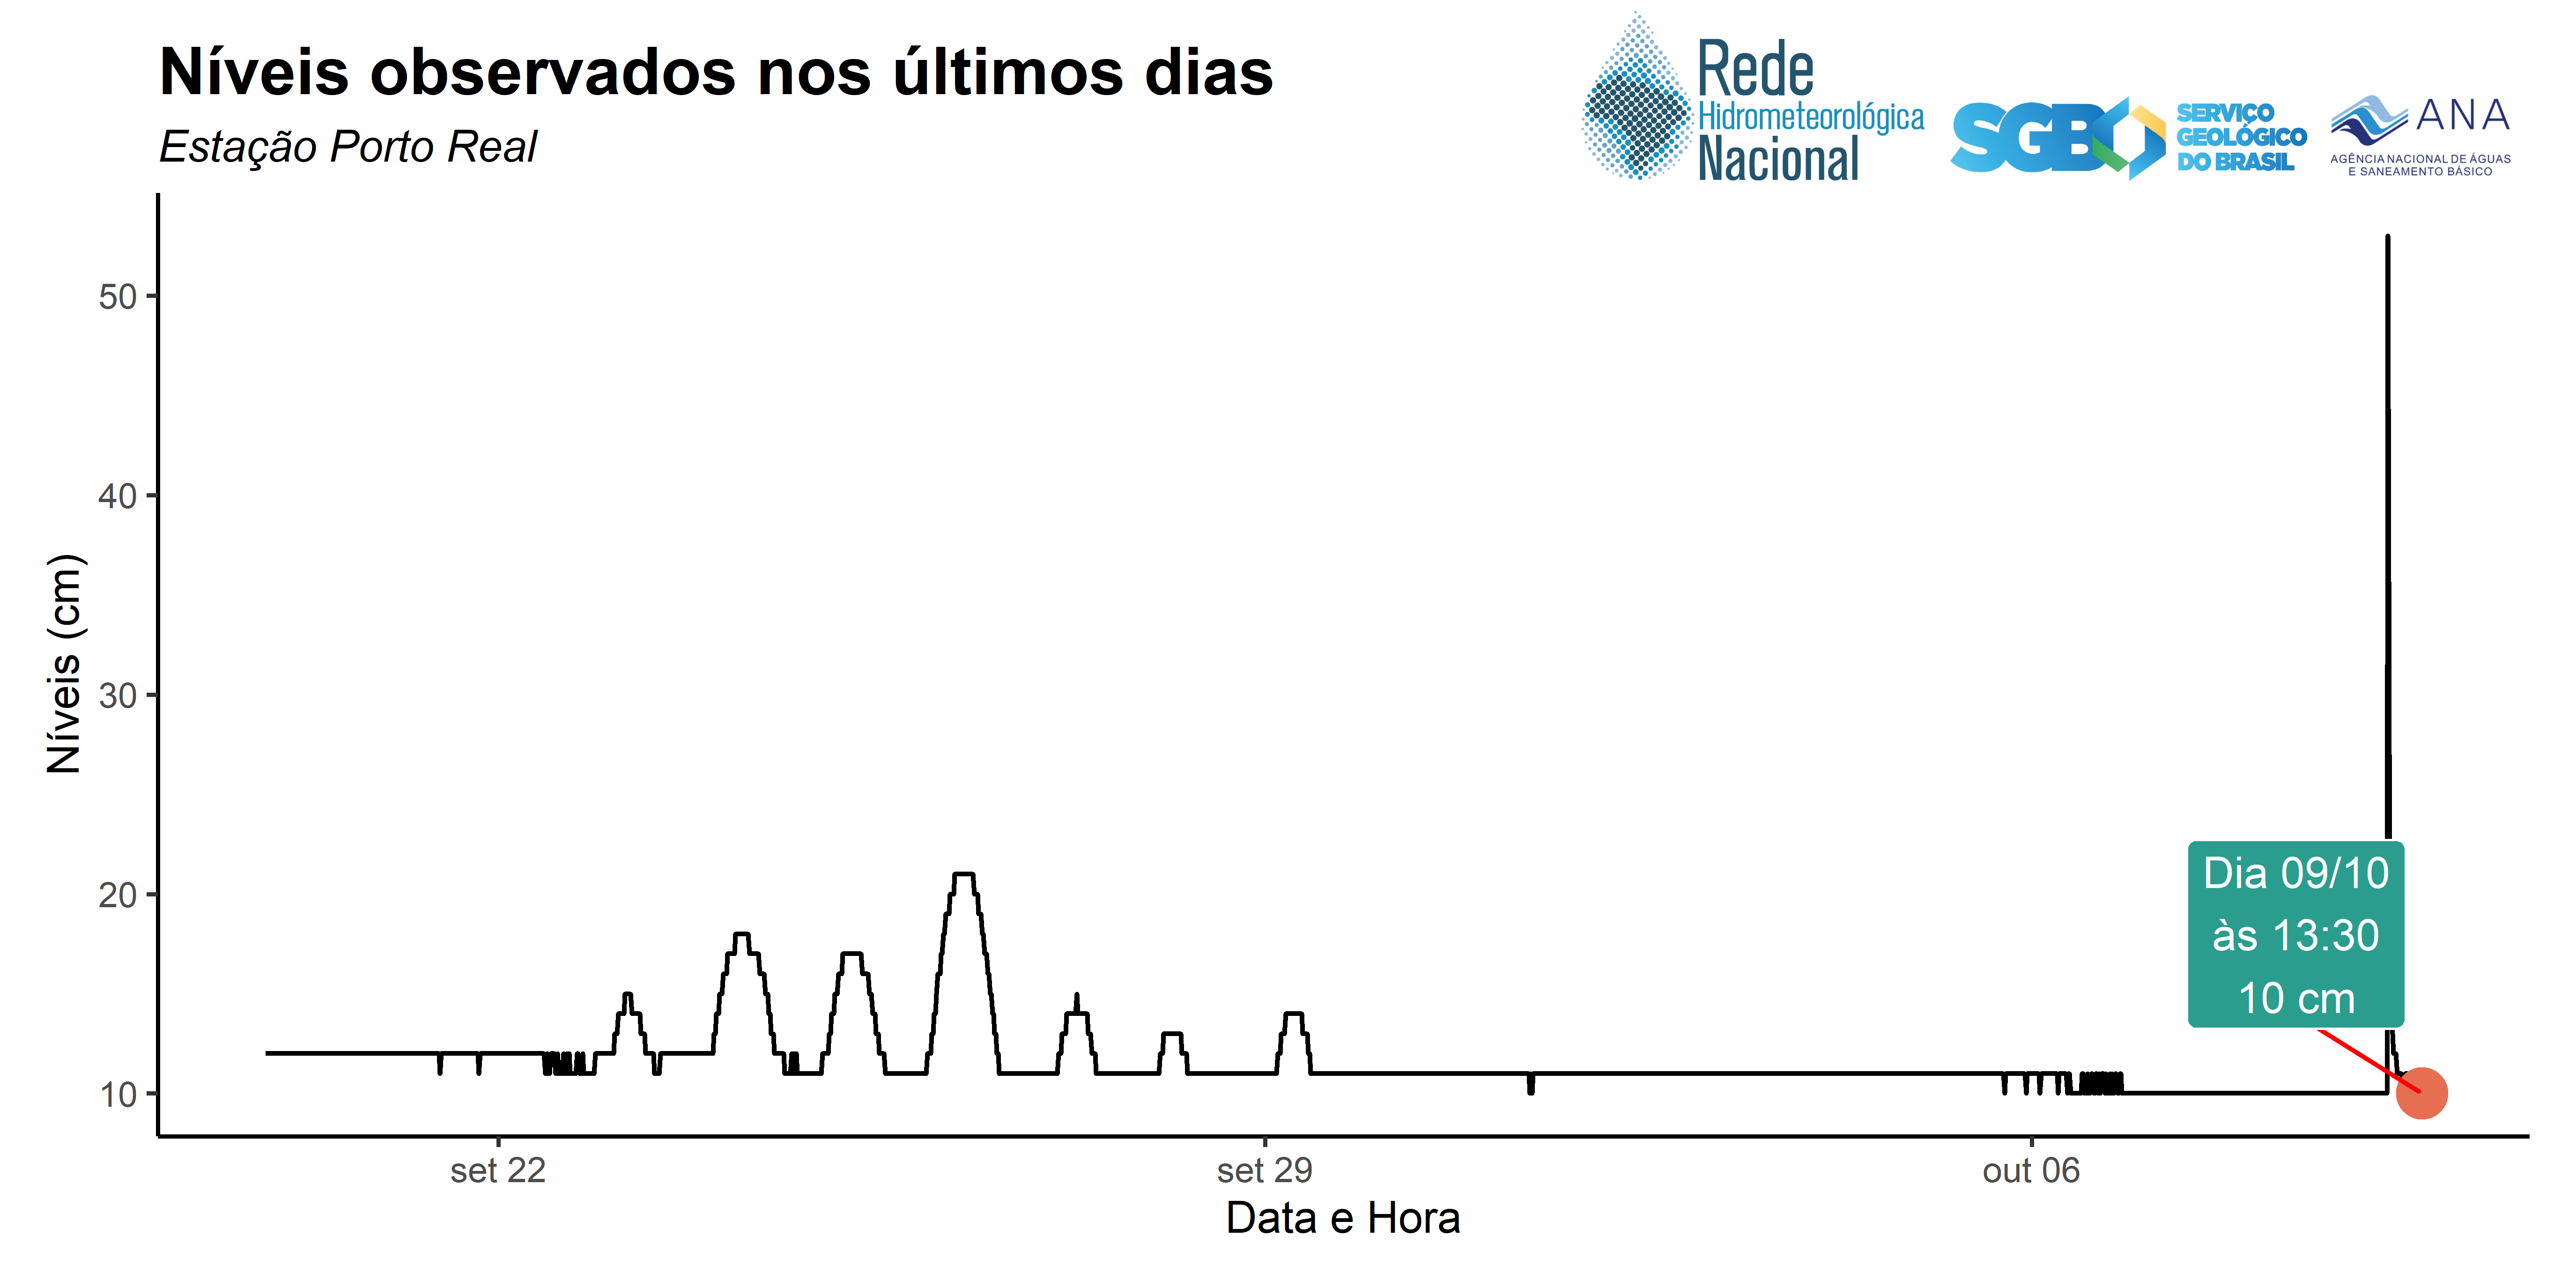 Níveis observados nos últimos dias
Estação Porto Real
Rede
Hidrometeorológica
Nacional
SGB
SERVIÇO
GEOLÓGICO
DO BRASIL
ANA
AGÊNCIA NACIONAL DE ÁGUAS
E SANEAMENTO BÁSICO
Níveis (cm)
50
40
30
20
10
Dia 09/10
às 13:30
10 cm
set 22
set 29
out 06
Data e Hora